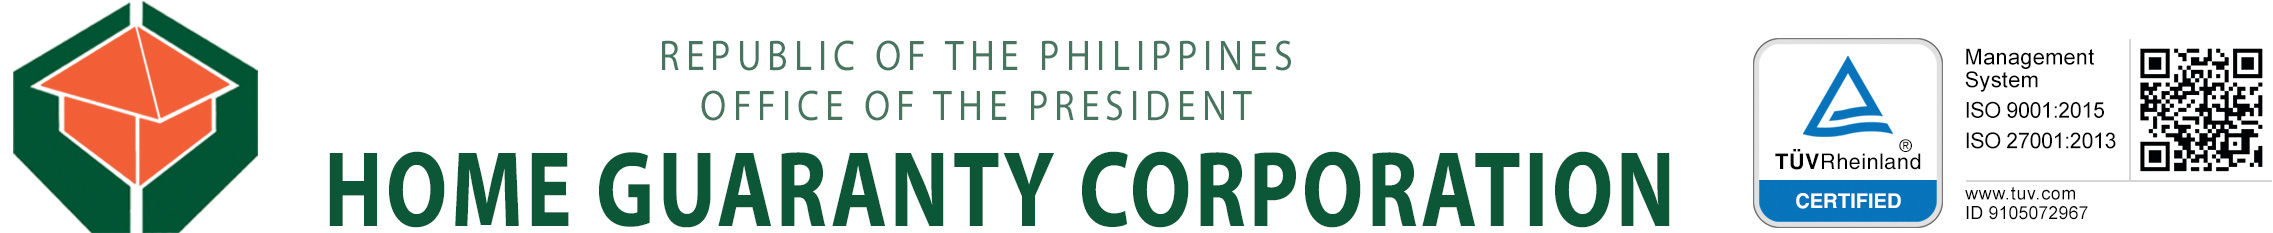 REPUBLIC OF THE PHILIPPINES
OFFICE OF THE PRESIDENT
HOME GUARANTY CORPORATION
®
TÜVRheinland
CERTIFIED
Management
System
ISO 9001:2015
ISO 27001:2013
www.tuv.com
ID 9105072967